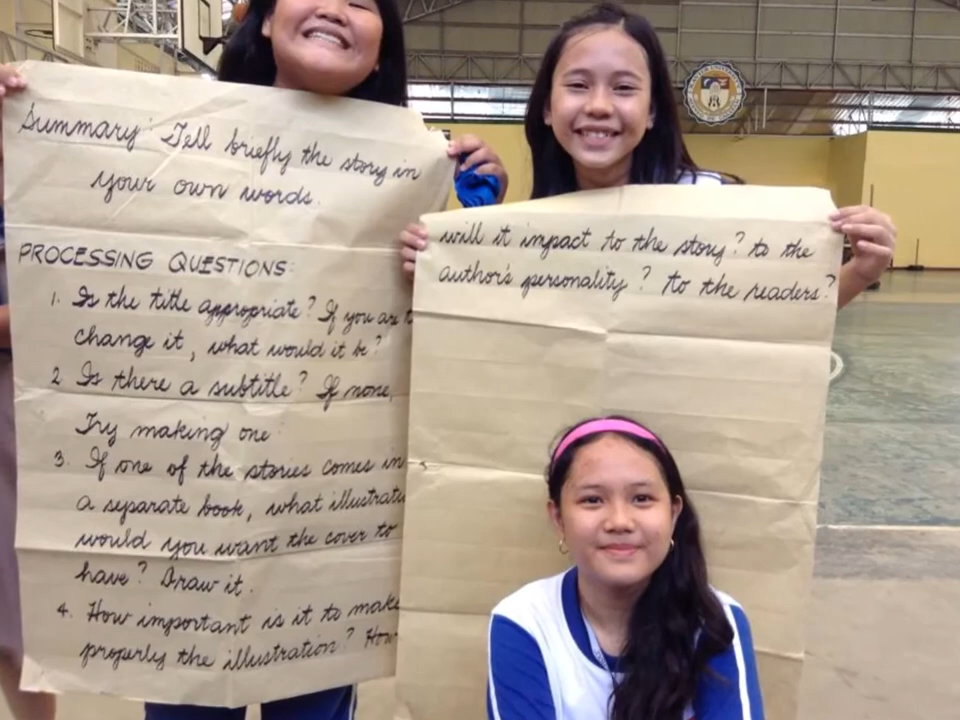 Summary: Tell briefly the story in
your own words.
PROCESSING QUESTIONS:
1. Is the title appropriate? If you are
change it, what would it be?
2 Is there a subtitle? If none,
Try making one
3. If one of the stories comes in
a separate book, what
would you want the cover to
have? Draw it.
4. How important is it to make
properly the illustration? How
will it impact to the story? to the
author's personality? to the readers?